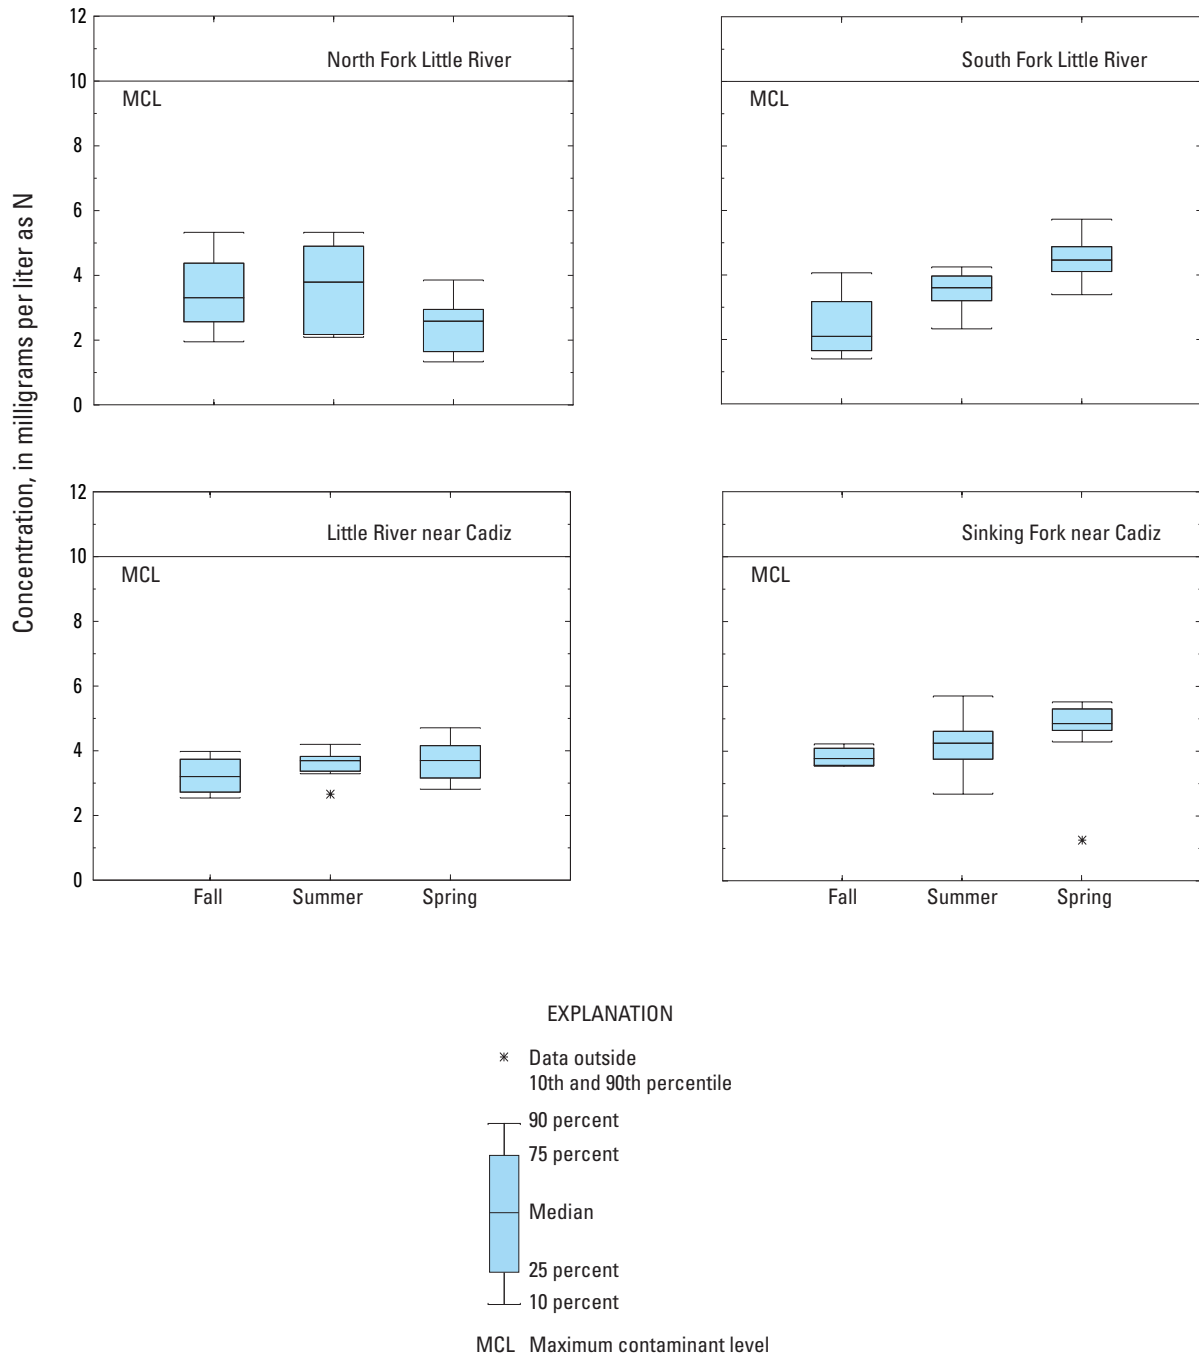 Concentration, in milligrams per liter as N
12
10
8
6
4
2
0
North Fork Little River
MCL
South Fork Little River
MCL
12
10
8
6
4
2
0
Little River near Cadiz
MCL
Fall Summer Spring
Sinking Fork near Cadiz
MCL
Fall Summer Spring
EXPLANATION
* Data outside
10th and 90th percentile
90 percent
75 percent
Median
25 percent
10 percent
MCL Maximum contaminant level